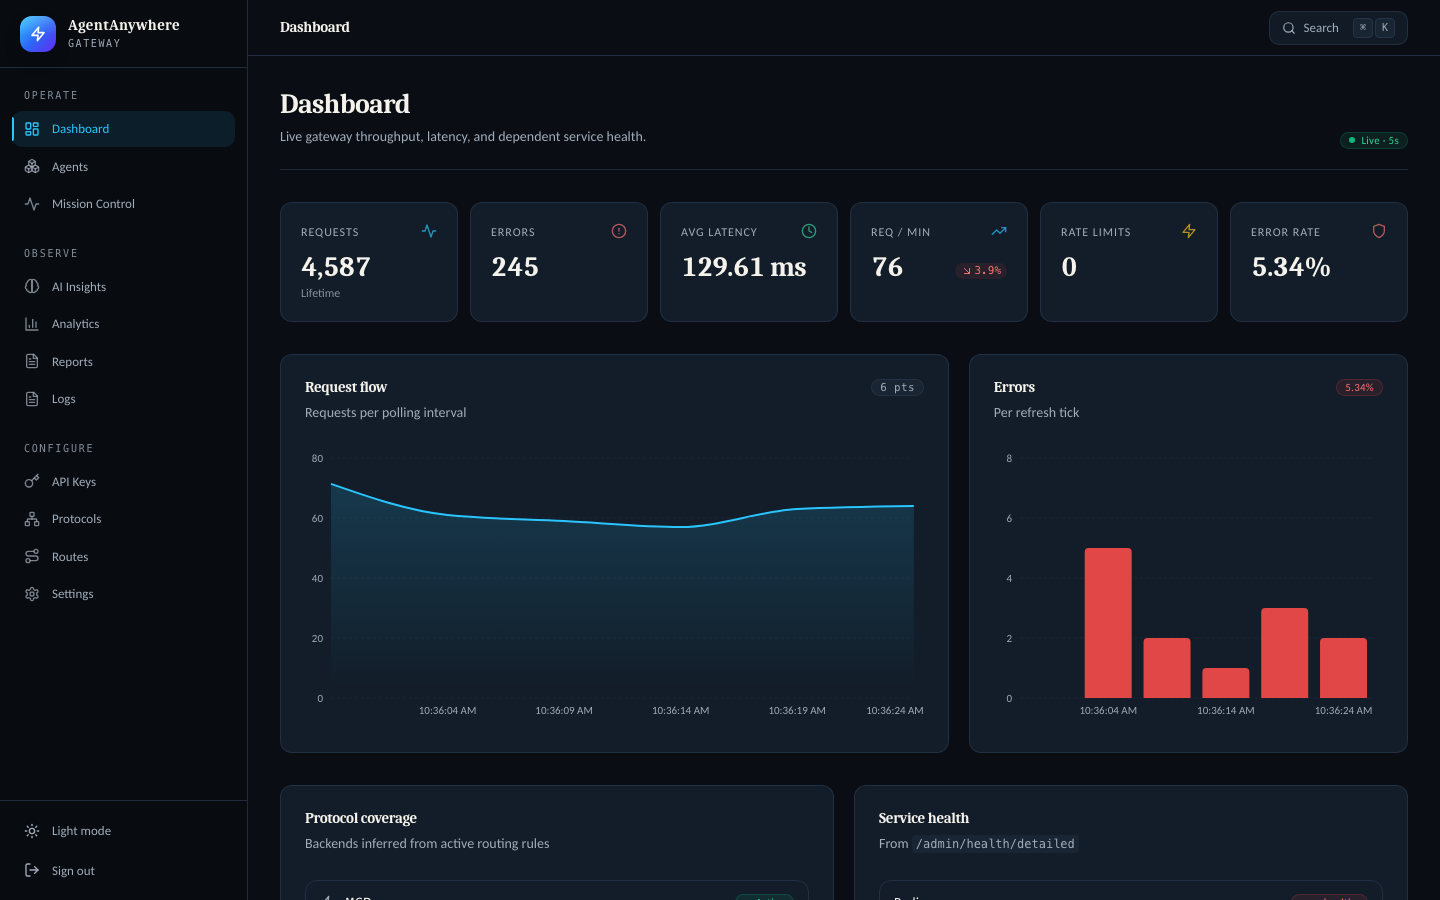 AgentAnywhere
GATEWAY
OPERATE
Dashboard
Agents
Mission Control
OBSERVE
AI Insights
Analytics
Reports
Logs
CONFIGURE
API Keys
Protocols
Routes
Settings
Light mode
Sign out
Dashboard
Search ⌘ K
Dashboard
Live gateway throughput, latency, and dependent service health.
Live · 5s
REQUESTS
4,587
Lifetime
ERRORS
245
AVG LATENCY
129.61 ms
REQ / MIN
76
3.9%
RATE LIMITS
0
ERROR RATE
5.34%
Request flow
6 pts
Requests per polling interval
80
60
40
20
0
10:36:04 AM 10:36:09 AM 10:36:14 AM 10:36:19 AM 10:36:24 AM
Errors
5.34%
Per refresh tick
8
6
4
2
0
10:36:04 AM 10:36:14 AM 10:36:24 AM
Protocol coverage
Backends inferred from active routing rules
Service health
From /admin/health/detailed